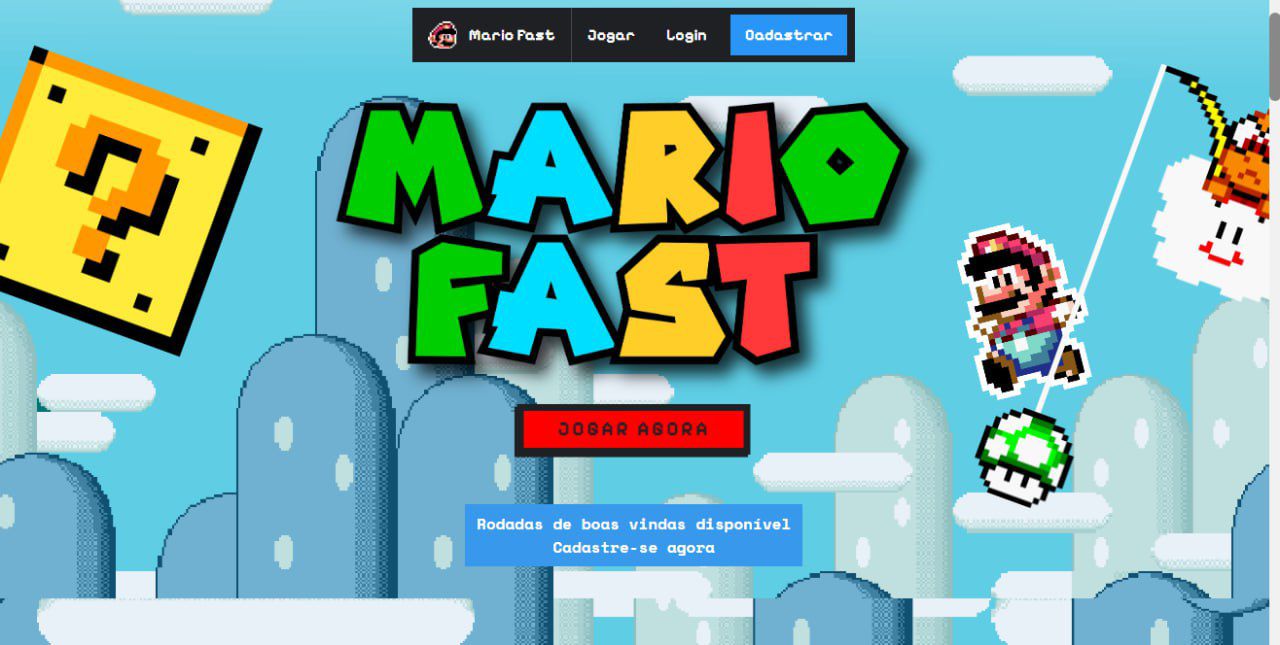 Mario Fast Jogar Login Cadastrar
MARIO
FAST
JOGAR AGORA
Rodadas de boas vindas disponivel
Cadastre-se agora